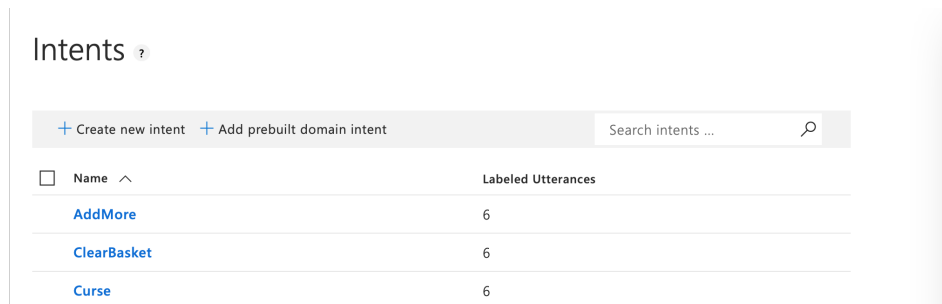 Intents ?
+ Create new intent + Add prebuilt domain intent Search intents ...
Name Labeled Utterances
AddMore 6
ClearBasket 6
Curse 6